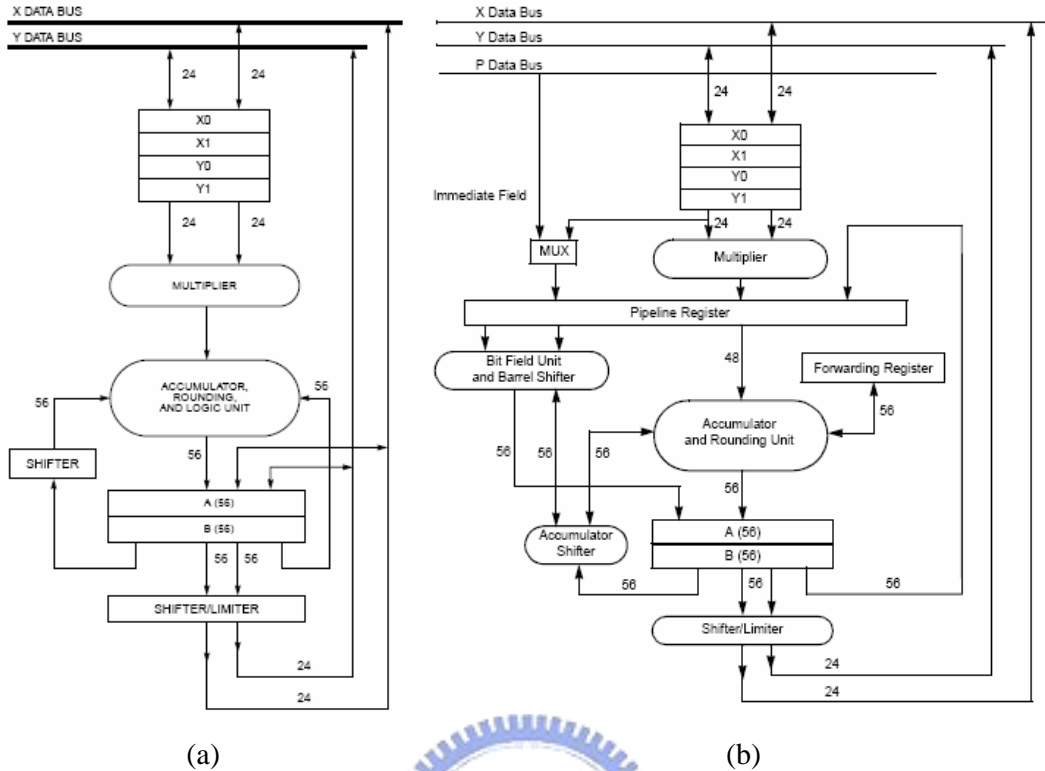 X DATA BUS
Y DATA BUS
24
24
X0
X1
Y0
Y1
24
24
MULTIPLIER
ACCUMULATOR,
ROUNDING,
AND LOGIC UNIT
56
56
SHIFTER
56
A (56)
B (56)
56
56
SHIFTER/LIMITER
24
24
(a)
X Data Bus
Y Data Bus
P Data Bus
24
24
X0
X1
Y0
Y1
Immediate Field
24
24
MUX
Multiplier
Pipeline Register
48
Bit Field Unit
and Barrel Shifter
Forwarding Register
56
Accumulator
and Rounding Unit
56
56
56
56
A (56)
B (56)
Accumulator
Shifter
56
56
56
56
Shifter/Limiter
24
24
(b)